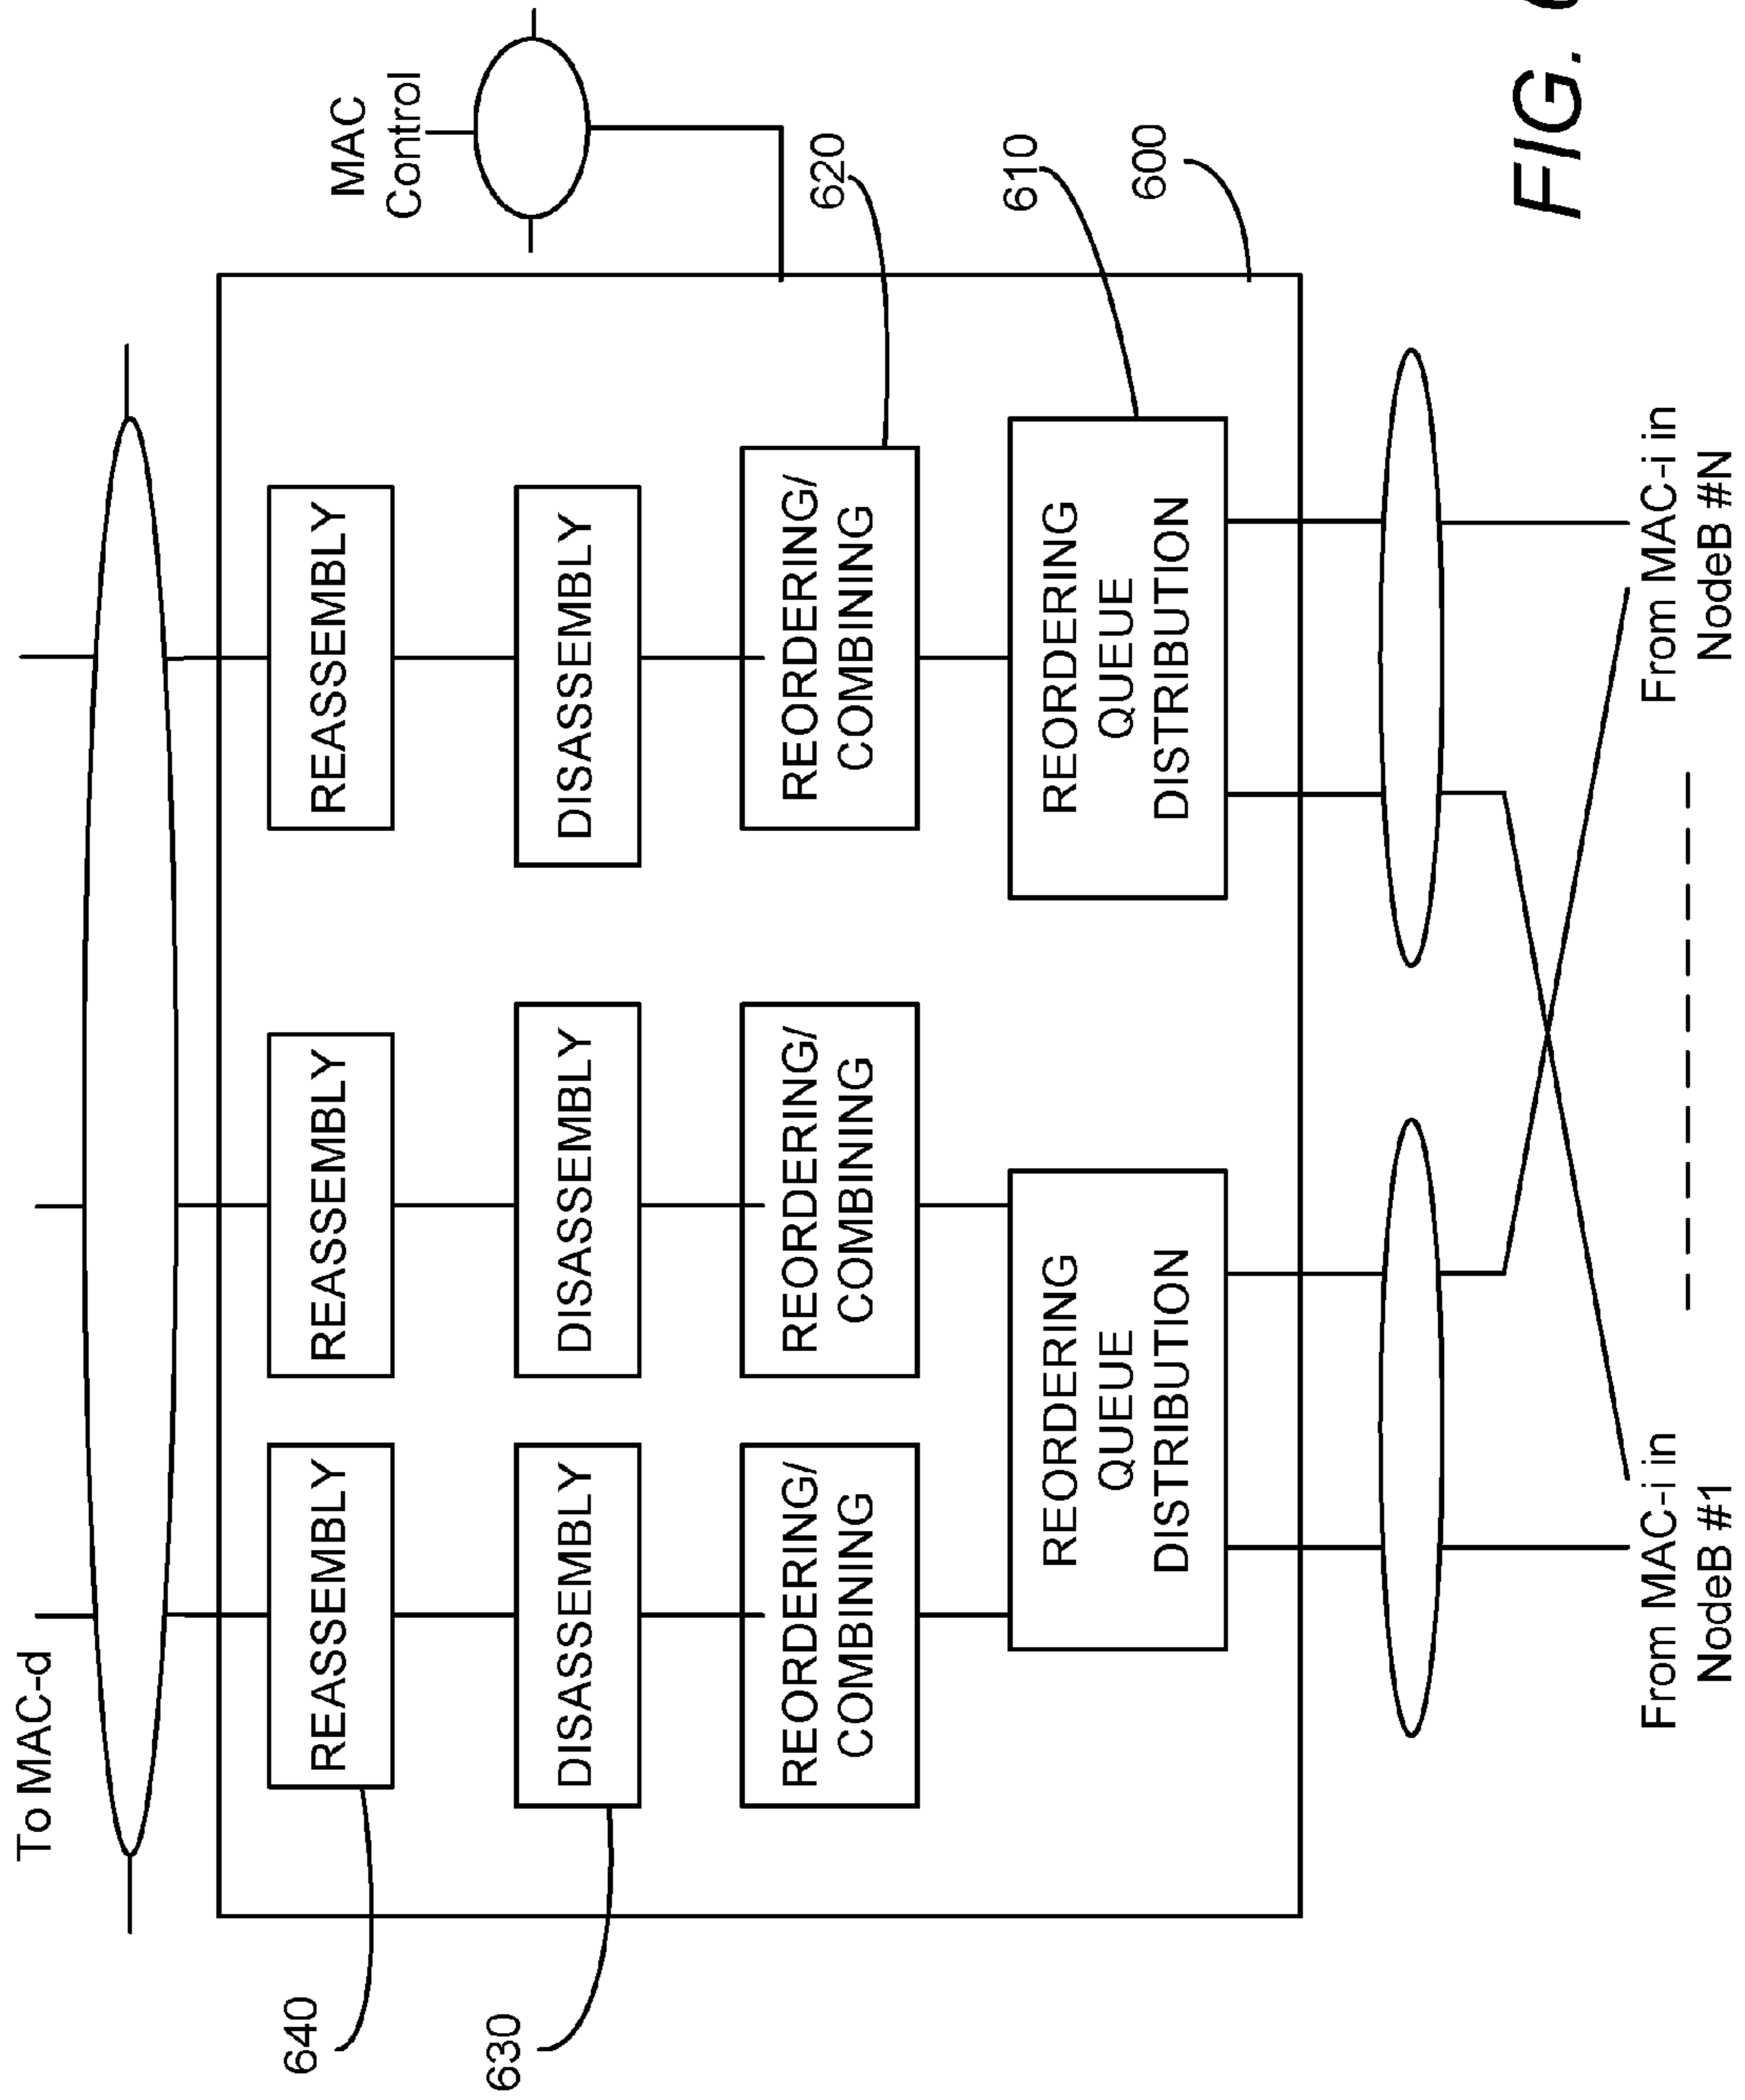 To MAC-d
MAC
Control
640
REASSEMBLY
REASSEMBLY
REASSEMBLY
630
DISASSEMBLY
DISASSEMBLY
DISASSEMBLY
REORDERING/
COMBINING
REORDERING/
COMBINING
REORDERING/
COMBINING
620
REORDERING
QUEUE
DISTRIBUTION
REORDERING
QUEUE
DISTRIBUTION
610
600
From MAC-i in
NodeB #1
From MAC-i in
NodeB #N
FIG.